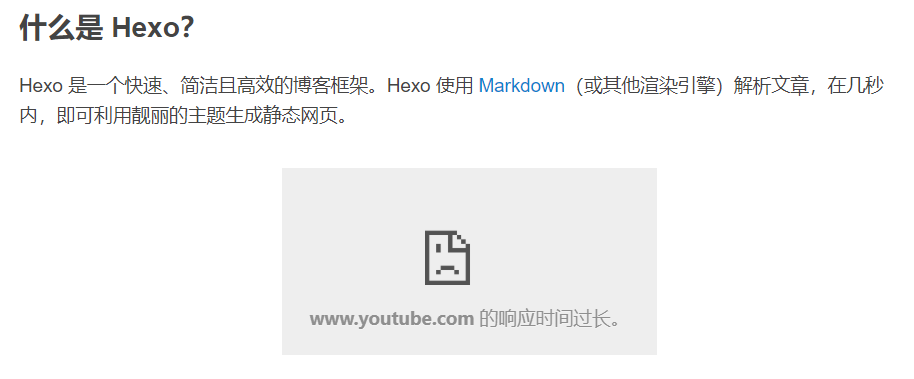 什么是 Hexo？
Hexo 是一个快速、简洁且高效的博客框架。Hexo 使用 Markdown（或其他渲染引擎）解析文章，在几秒
内，即可利用靓丽的主题生成静态网页。
www.youtube.com 的响应时间过长。